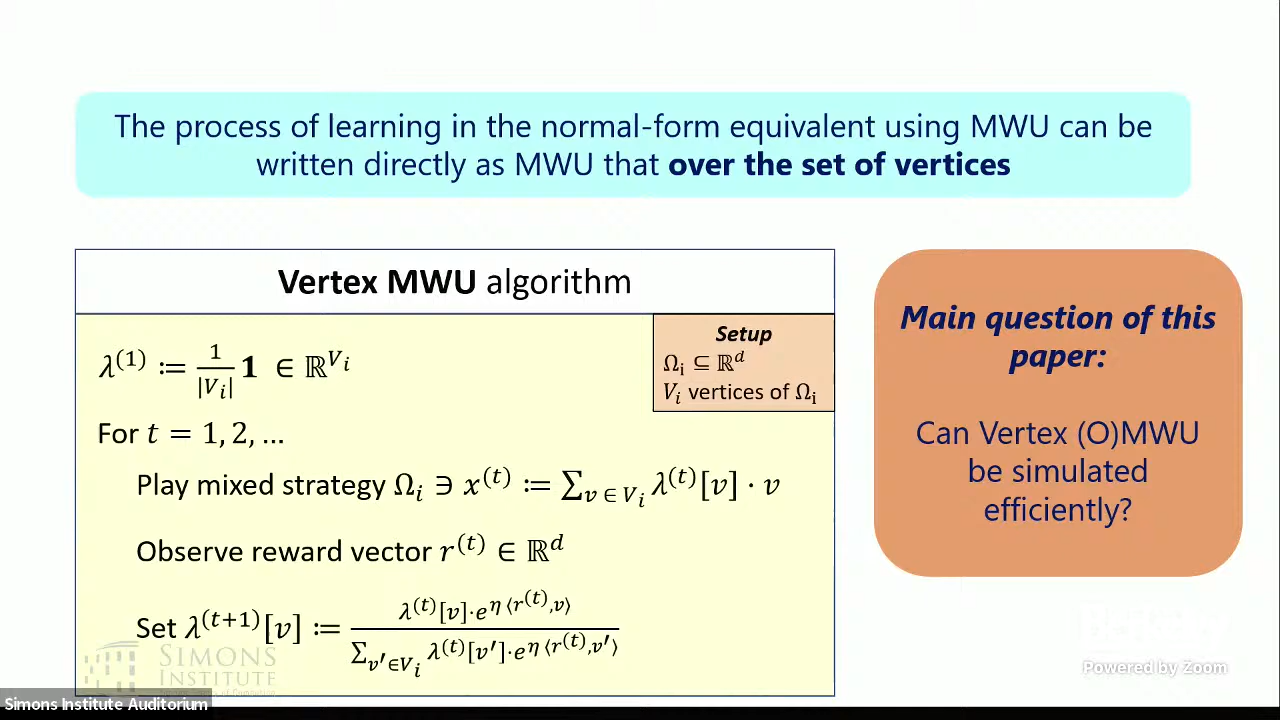 The process of learning in the normal-form equivalent using MWU can be
written directly as MWU that over the set of vertices
Vertex MWU algorithm
Setup
Ωᵢ ⊆ ℝᵈ
Vᵢ vertices of Ωᵢ
λ⁽¹⁾ ≔ 1/|Vᵢ| 𝟏 ∈ ℝ^{Vᵢ}
For t = 1, 2, …
Play mixed strategy Ωᵢ ∋ x⁽ᵗ⁾ ≔ ∑_{v ∈ Vᵢ} λ⁽ᵗ⁾[v] · v
Observe reward vector r⁽ᵗ⁾ ∈ ℝᵈ
Set λ⁽ᵗ⁺¹⁾[v] ≔ λ⁽ᵗ⁾[v]·e^{η ⟨r⁽ᵗ⁾,v⟩} / ∑_{v′∈Vᵢ} λ⁽ᵗ⁾[v′]·e^{η ⟨r⁽ᵗ⁾,v′⟩}
Main question of this
paper:
Can Vertex (O)MWU
be simulated
efficiently?
SIMONS
INSTITUTE
Powered by Zoom
Simons Institute Auditorium